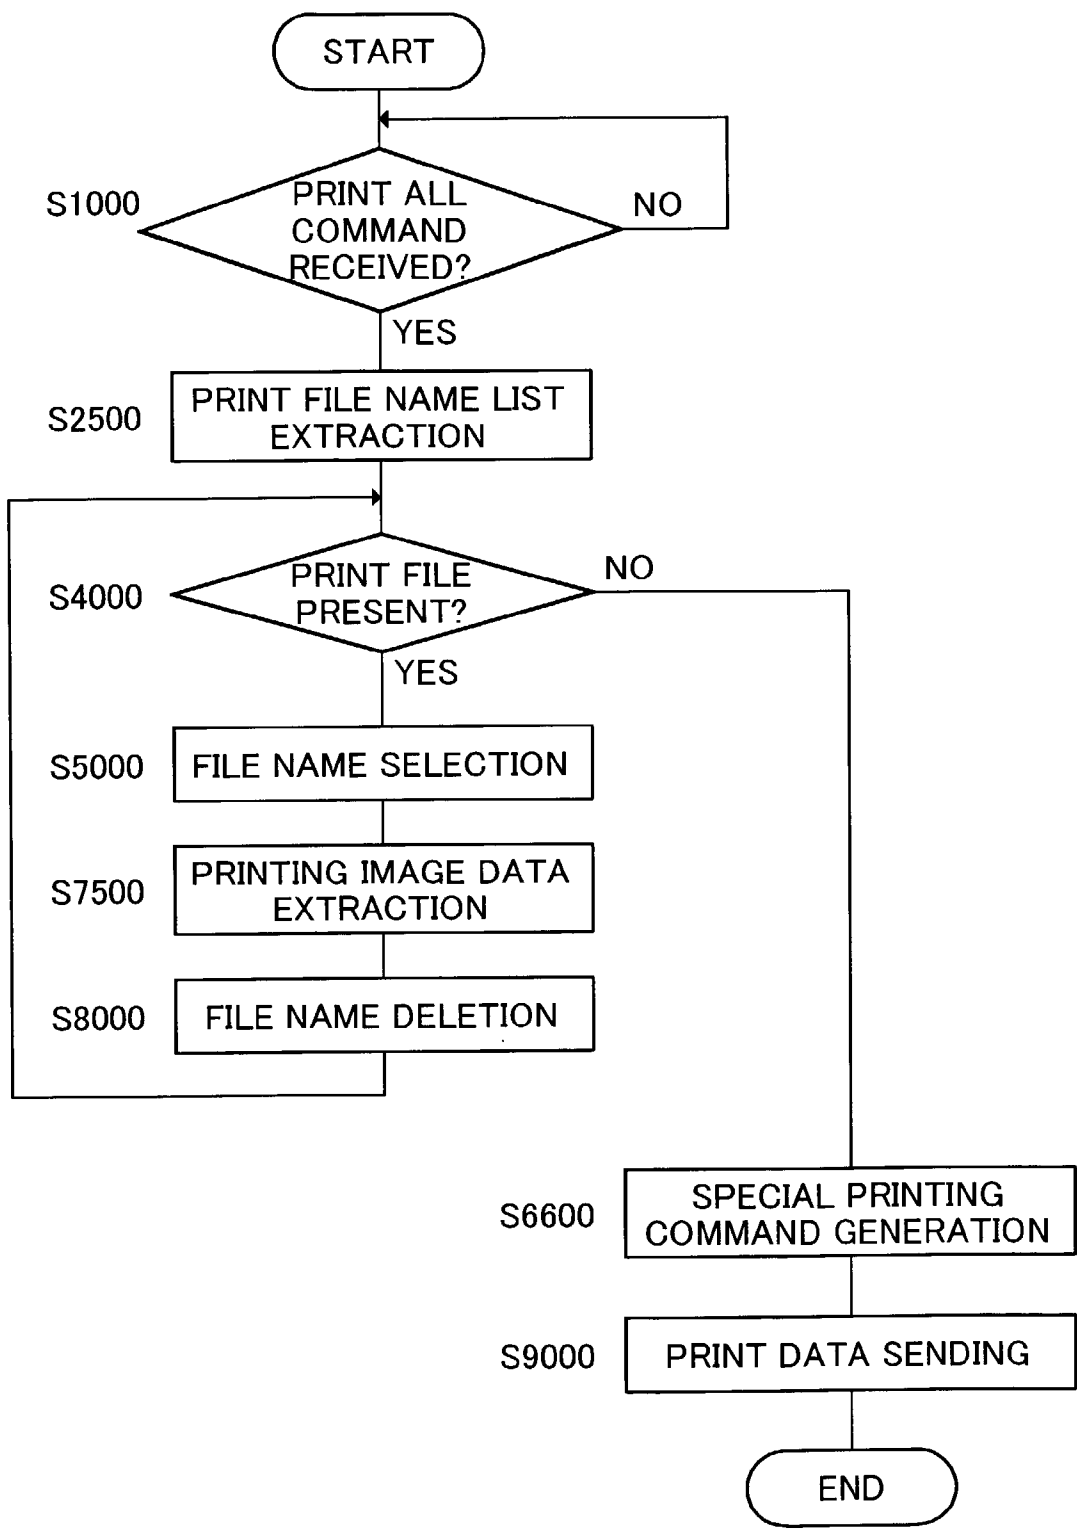 START
S1000
PRINT ALL
COMMAND
RECEIVED?
NO
YES
S2500
PRINT FILE NAME LIST
EXTRACTION
S4000
PRINT FILE
PRESENT?
NO
YES
S5000
FILE NAME SELECTION
S7500
PRINTING IMAGE DATA
EXTRACTION
S8000
FILE NAME DELETION
S6600
SPECIAL PRINTING
COMMAND GENERATION
S9000
PRINT DATA SENDING
END